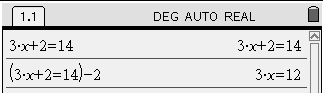 1.1 DEG AUTO REAL
3·x+2=14 3·x+2=14
(3·x+2=14)-2 3·x=12